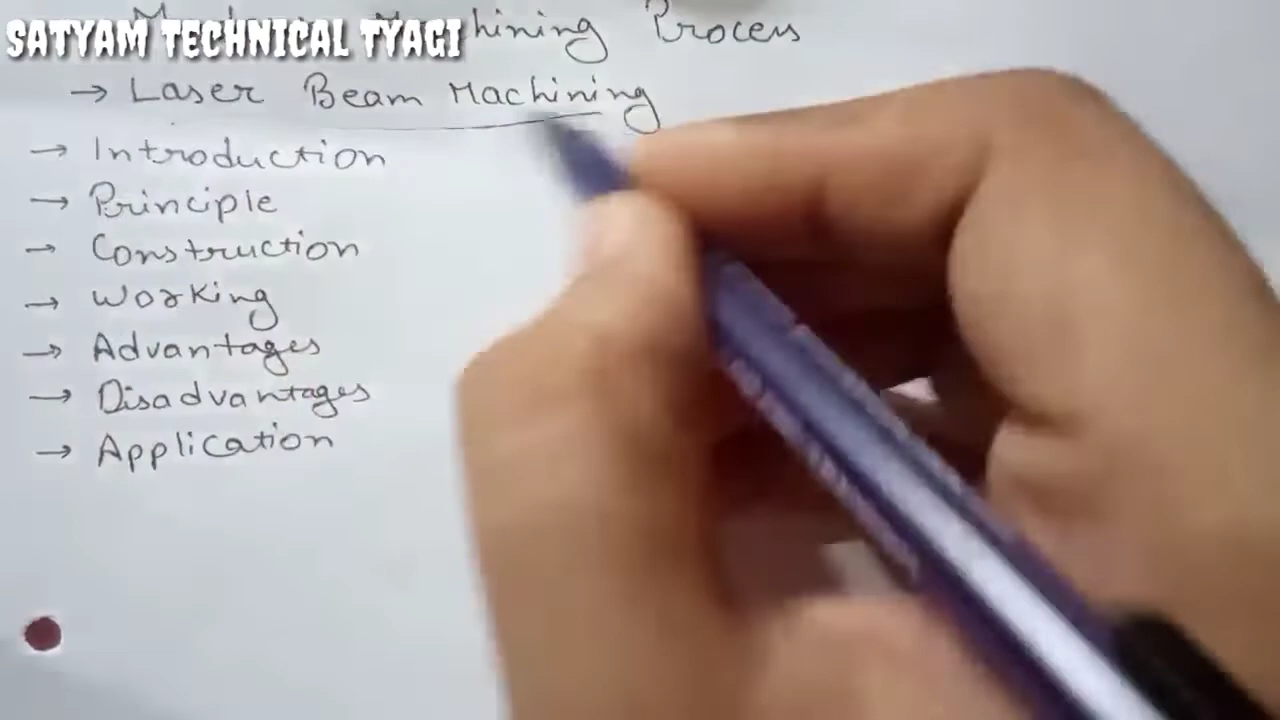 SATYAM TECHNICAL TYAGI
Process
→ Laser Beam Machining
→ Introduction
→ Principle
→ Construction
→ Working
→ Advantages
→ Disadvantages
→ Application